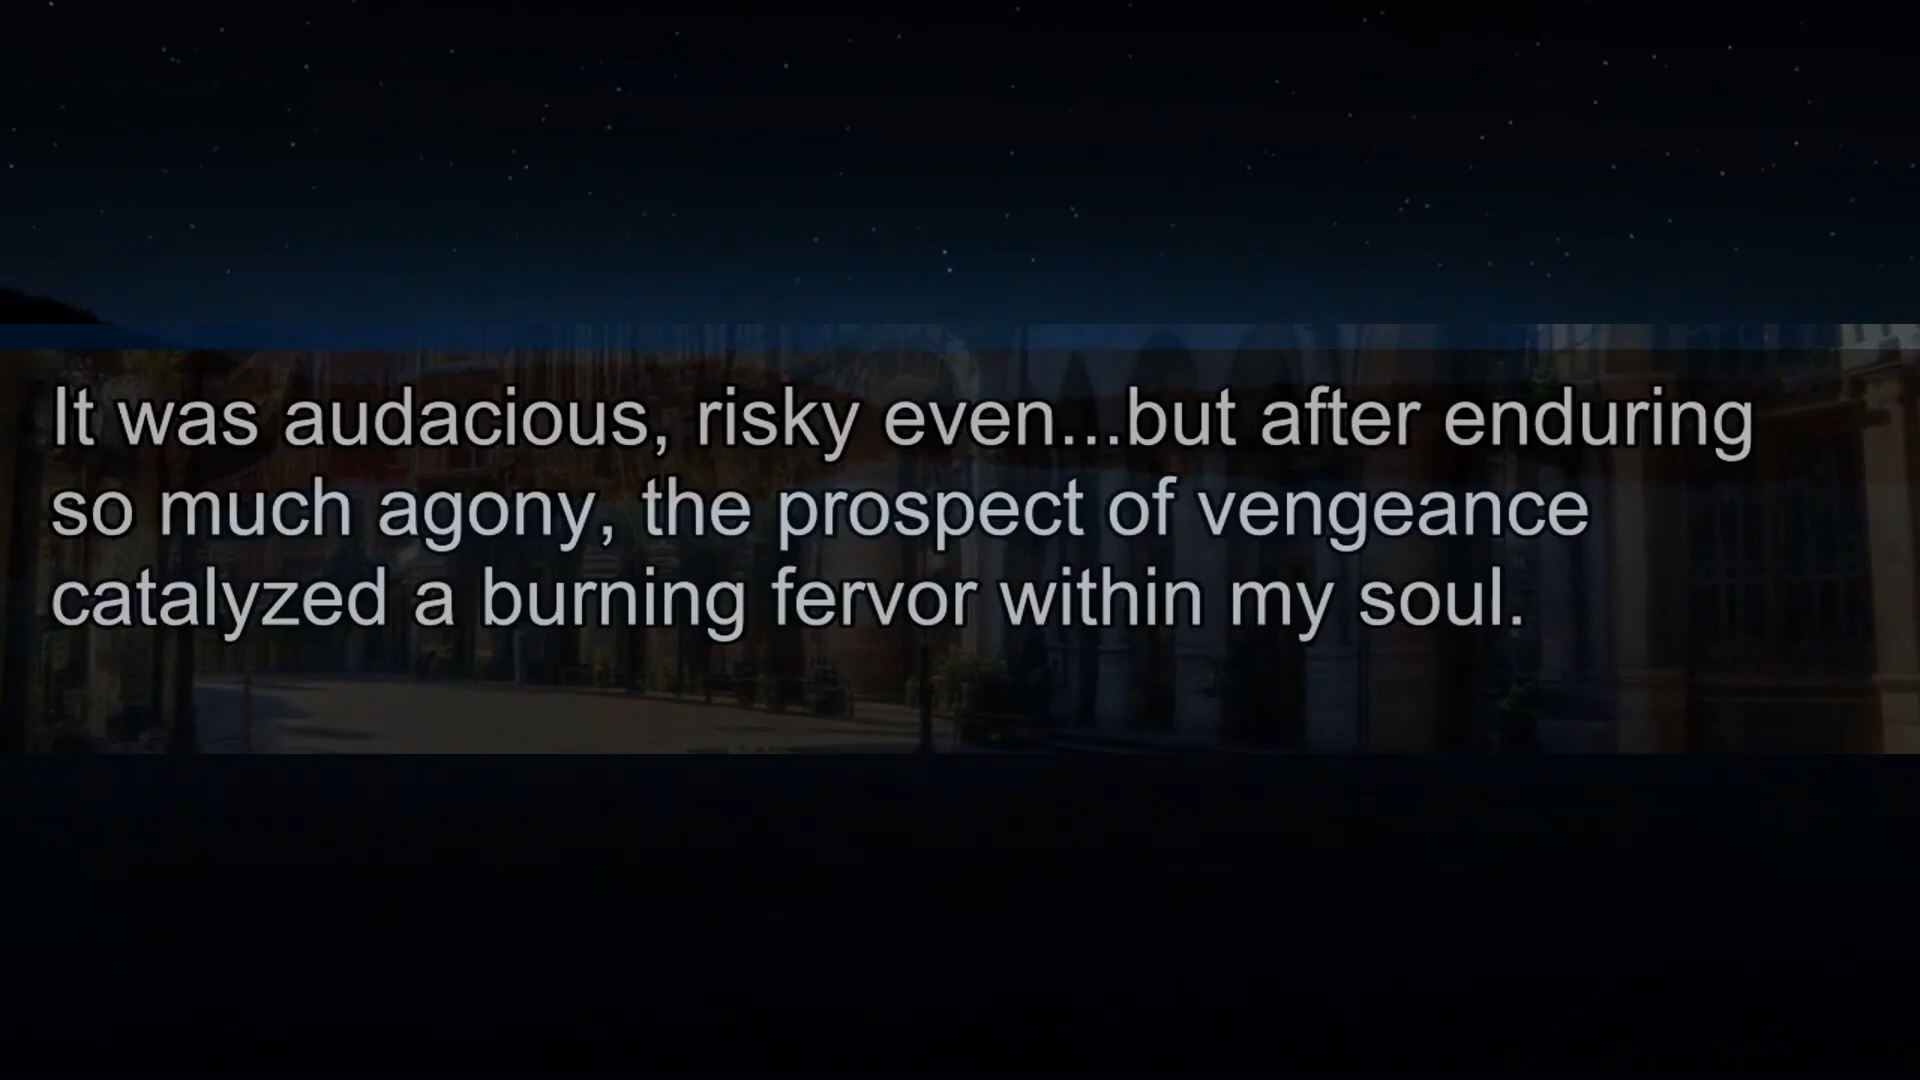 It was audacious, risky even...but after enduring
so much agony, the prospect of vengeance
catalyzed a burning fervor within my soul.